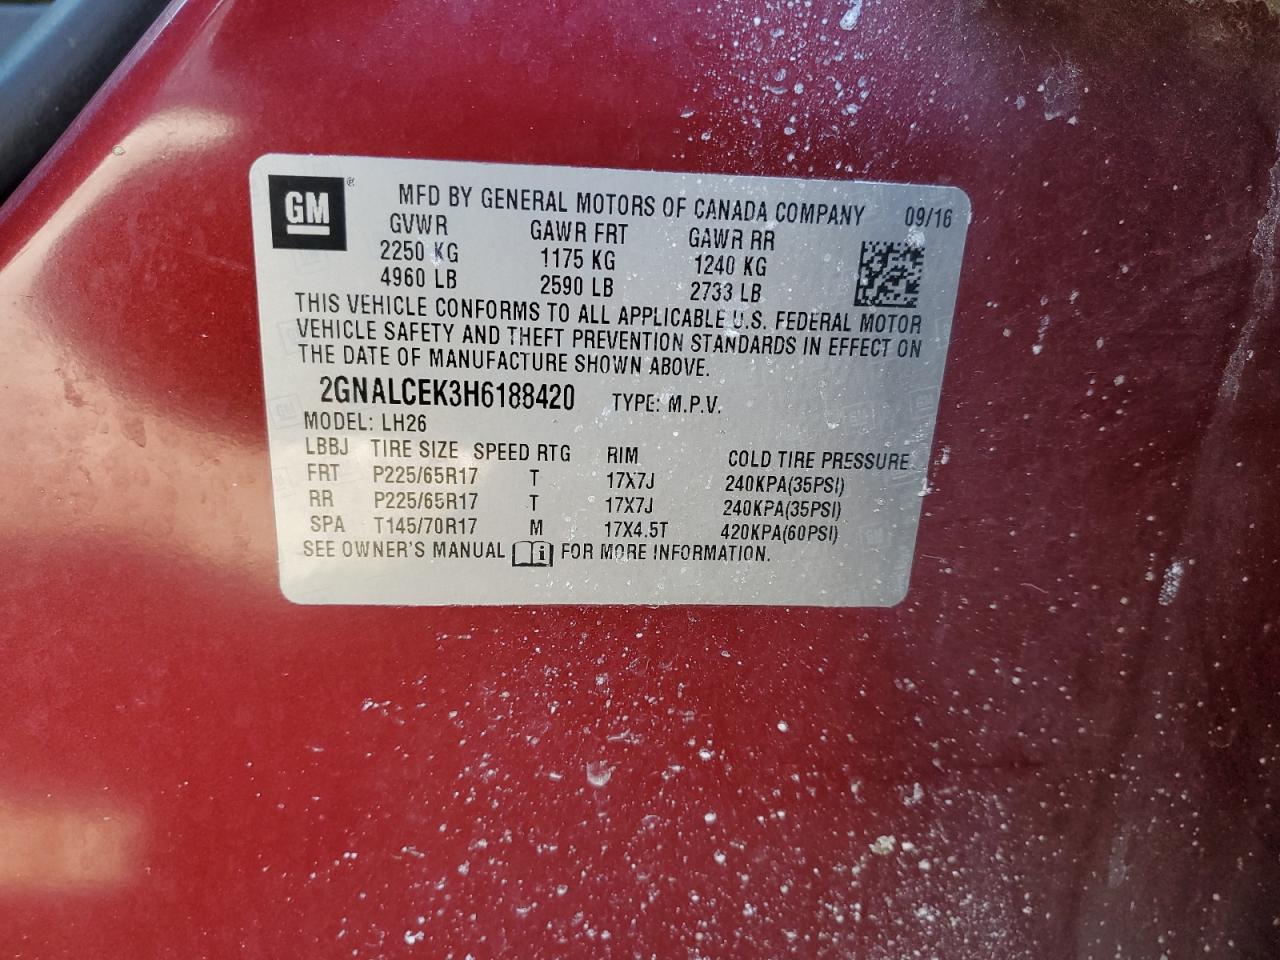 GM ®
MFD BY GENERAL MOTORS OF CANADA COMPANY 09/16
GVWR GAWR FRT GAWR RR
2250 KG 1175 KG 1240 KG
4960 LB 2590 LB 2733 LB
THIS VEHICLE CONFORMS TO ALL APPLICABLE U.S. FEDERAL MOTOR
VEHICLE SAFETY AND THEFT PREVENTION STANDARDS IN EFFECT ON
THE DATE OF MANUFACTURE SHOWN ABOVE.
2GNALCEK3H6188420 TYPE: M.P.V.
MODEL: LH26
LBBJ TIRE SIZE SPEED RTG RIM COLD TIRE PRESSURE
FRT P225/65R17 T 17X7J 240KPA(35PSI)
RR P225/65R17 T 17X7J 240KPA(35PSI)
SPA T145/70R17 M 17X4.5T 420KPA(60PSI)
SEE OWNER'S MANUAL i FOR MORE INFORMATION.